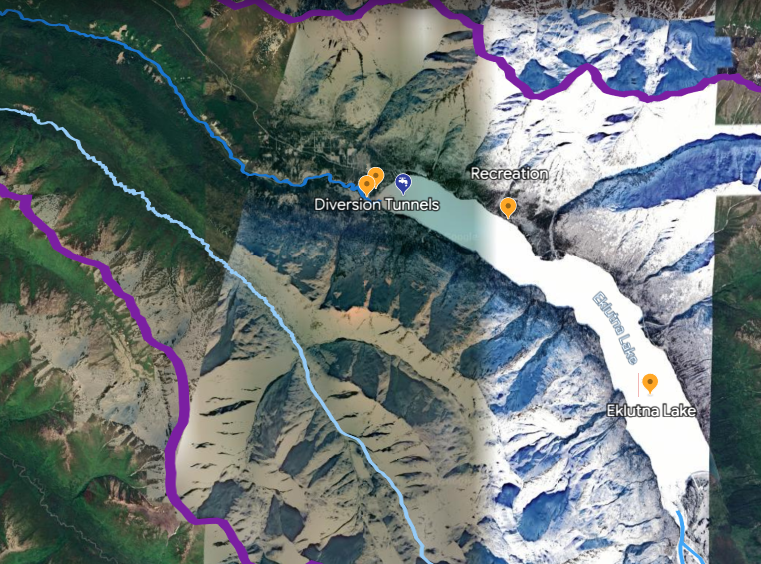 Recreation
Diversion Tunnels
Eklutna Lake
Eklutna Lake